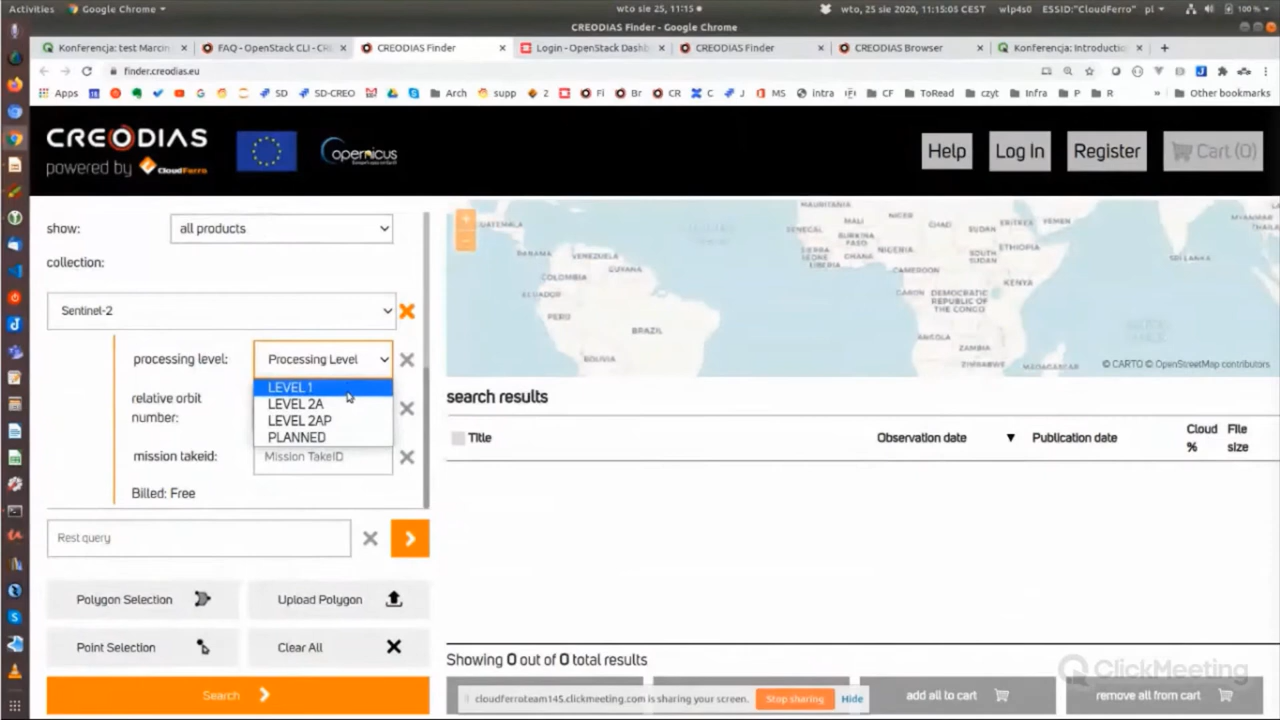 Activities Google Chrome wto sie 25, 11:15 wto, 25 sie 2020, 11:15:05 CEST wlp4s0 ESSID:"CloudFerro" pl 100 %
CREODIAS Finder - Google Chrome
Konferencja: test Marcin FAQ - OpenStack CLI - CRE CREODIAS Finder Login - OpenStack Dashb CREODIAS Finder CREODIAS Browser Konferencja: Introductio
finder.creodias.eu
Apps SD SD-CREO Arch supp 2 Fi Br CR C J MS intra CF ToRead czyt Infra P R » Other bookmarks
CREODIAS
powered by CloudFerro
opernicus
Help Log In Register Cart (0)
show: all products
collection:
Sentinel-2
processing level: Processing Level
LEVEL 1
LEVEL 2A
LEVEL 2AP
PLANNED
relative orbit
number:
mission takeid: Mission TakeID
Billed: Free
Rest query
Polygon Selection Upload Polygon
Point Selection Clear All
Search
GUATEMALA
PANAMA VENEZUELA
COLOMBIA GUYANA
ECUADOR
PERU BRAZIL
BOLIVIA
MAURITANIA
MALI NIGER
SENEGAL CHAD ERITREA YEMEN
BURKINA
FASO SUDAN
SIERRA
LEONE NIGERIA ETHIOPIA
LIBERIA SOUTH
SUDAN
CAMEROON
KENYA
GABON DEMOCRATIC
REPUBLIC OF
THE CONGO
ANGOLA
ZAMBIA
ZIMBABWE MADAGASCAR
SRI LANKA
MYANMAR
© CARTO © OpenStreetMap contributors
search results
Title Observation date ▼ Publication date Cloud % File size
Showing 0 out of 0 total results
cloudferroteam145.clickmeeting.com is sharing your screen. Stop sharing Hide
add all to cart remove all from cart
ClickMeeting